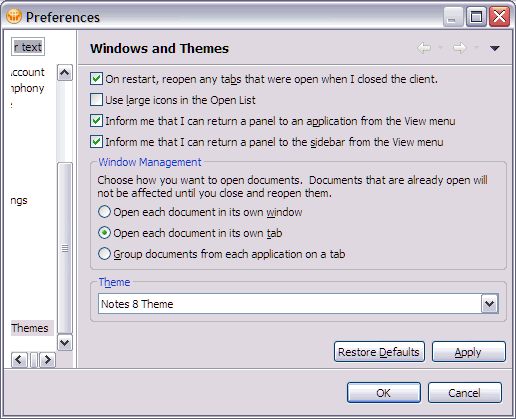 Preferences
r text
Windows and Themes
ccount
On restart, reopen any tabs that were open when I closed the client.
mphony
Use large icons in the Open List
e
Inform me that I can return a panel to an application from the View menu
Inform me that I can return a panel to the sidebar from the View menu
Window Management
Choose how you want to open documents. Documents that are already open will
not be affected until you close and reopen them.
ngs
Open each document in its own window
Open each document in its own tab
Group documents from each application on a tab
Theme
Notes 8 Theme
Themes
Restore Defaults
Apply
OK
Cancel